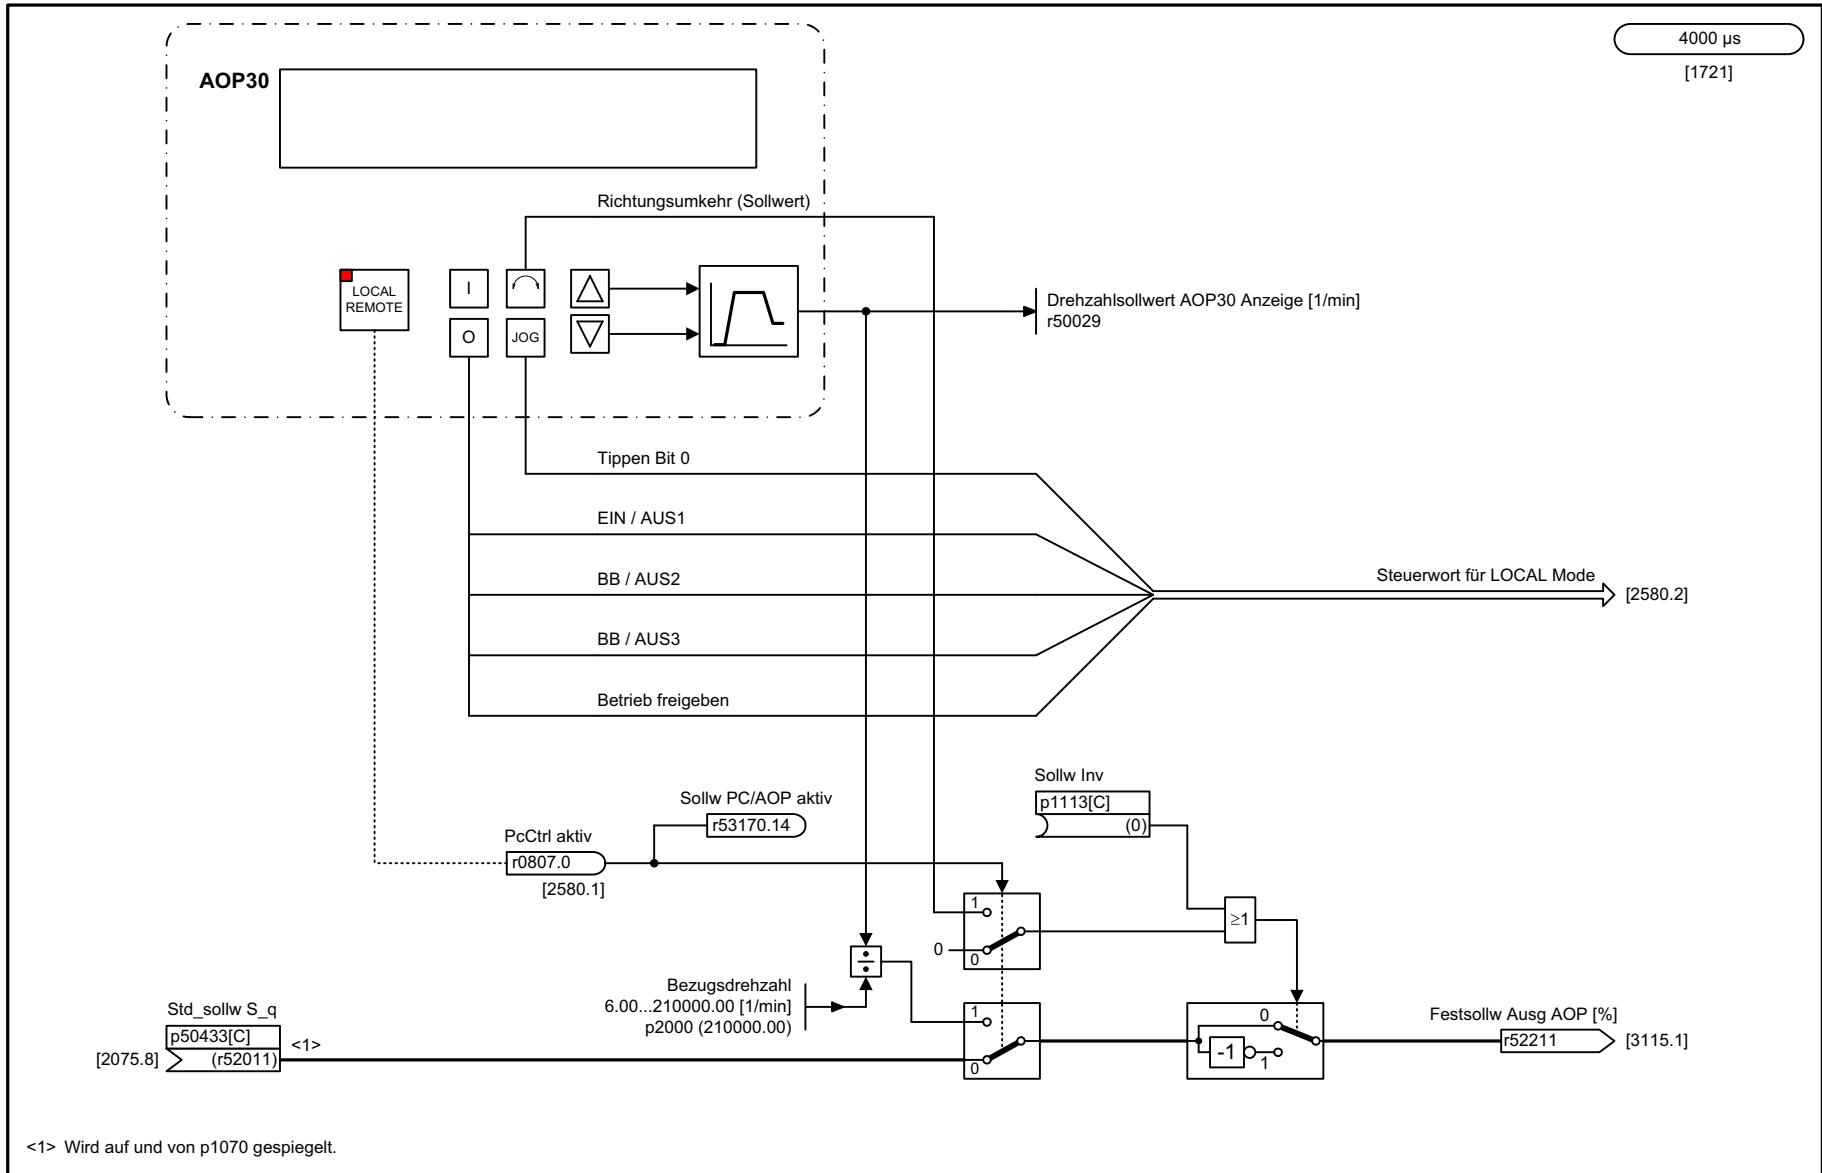 4000 µs
[1721]
AOP30
Richtungsumkehr (Sollwert)
LOCAL
REMOTE
I
O
JOG
Drehzahlsollwert AOP30 Anzeige [1/min]
r50029
Tippen Bit 0
EIN / AUS1
BB / AUS2
BB / AUS3
Betrieb freigeben
Steuerwort für LOCAL Mode
[2580.2]
Sollw PC/AOP aktiv
r53170.14
PcCtrl aktiv
r0807.0
[2580.1]
Sollw Inv
p1113[C]
(0)
1
0
0
≥1
÷
Bezugsdrehzahl
6.00...210000.00 [1/min]
p2000 (210000.00)
1
0
Std_sollw S_q
p50433[C]
(r52011)
[2075.8]
<1>
0
-1
1
Festsollw Ausg AOP [%]
r52211
[3115.1]
<1> Wird auf und von p1070 gespiegelt.